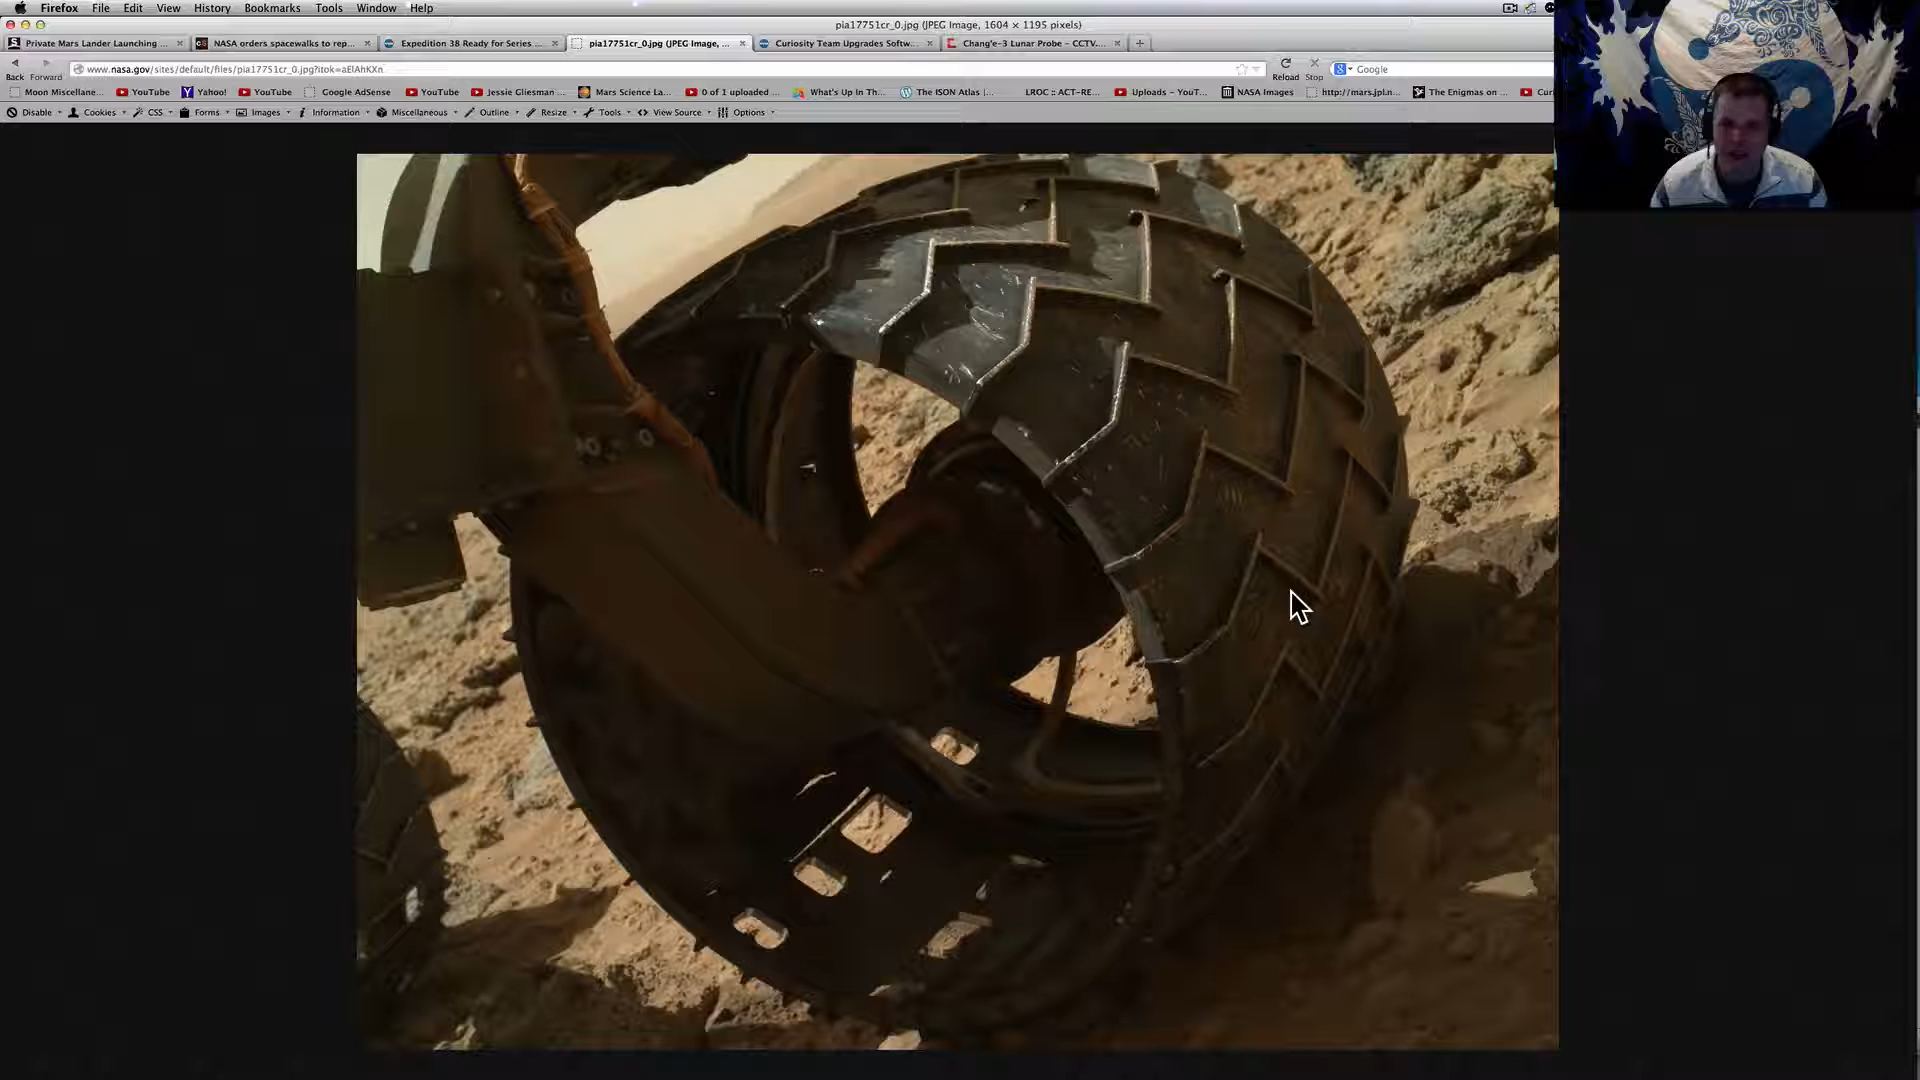 Firefox File Edit View History Bookmarks Tools Window Help
pia17751cr_0.jpg (JPEG Image, 1604 × 1195 pixels)
Private Mars Lander Launching ... NASA orders spacewalks to rep... Expedition 38 Ready for Series ... pia17751cr_0.jpg (JPEG Image, ... Curiosity Team Upgrades Softw... Chang'e-3 Lunar Probe – CCTV...
Back Forward www.nasa.gov/sites/default/files/pia17751cr_0.jpg?itok=aElAhKXn Reload Stop Google
Moon Miscellane... YouTube Yahoo! YouTube Google AdSense YouTube Jessie Gliesman ... Mars Science La... 0 of 1 uploaded ... What's Up In Th... The ISON Atlas |... LROC :: ACT-RE... Uploads – YouT... NASA Images http://mars.jpl.n... The Enigmas on ...
Disable Cookies CSS Forms Images Information Miscellaneous Outline Resize Tools View Source Options